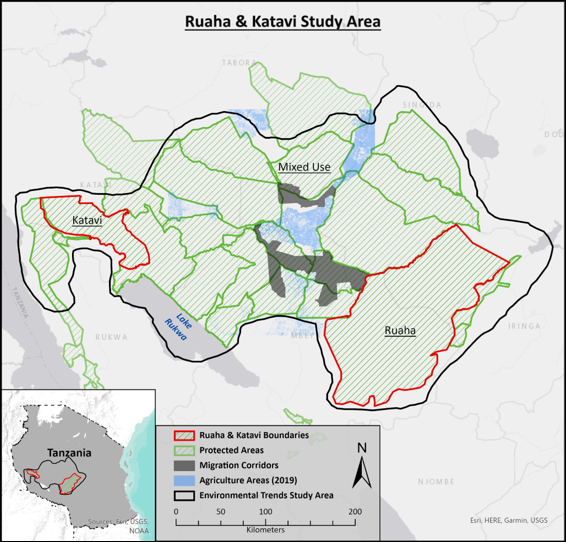 Ruaha & Katavi Study Area
TABORA
SINGIDA
Mixed Use
KATAVI
Katavi
TANZANIA
Lake
Rukwa
RUKWA
Ruaha
IRINGA
Tanzania
Sources: Esri, USGS,
NOAA
Ruaha & Katavi Boundaries
Protected Areas
Migration Corridors
Agriculture Areas (2019)
Environmental Trends Study Area
N
0 50 100 200
Kilometers
NJOMBE
Esri, HERE, Garmin, USGS